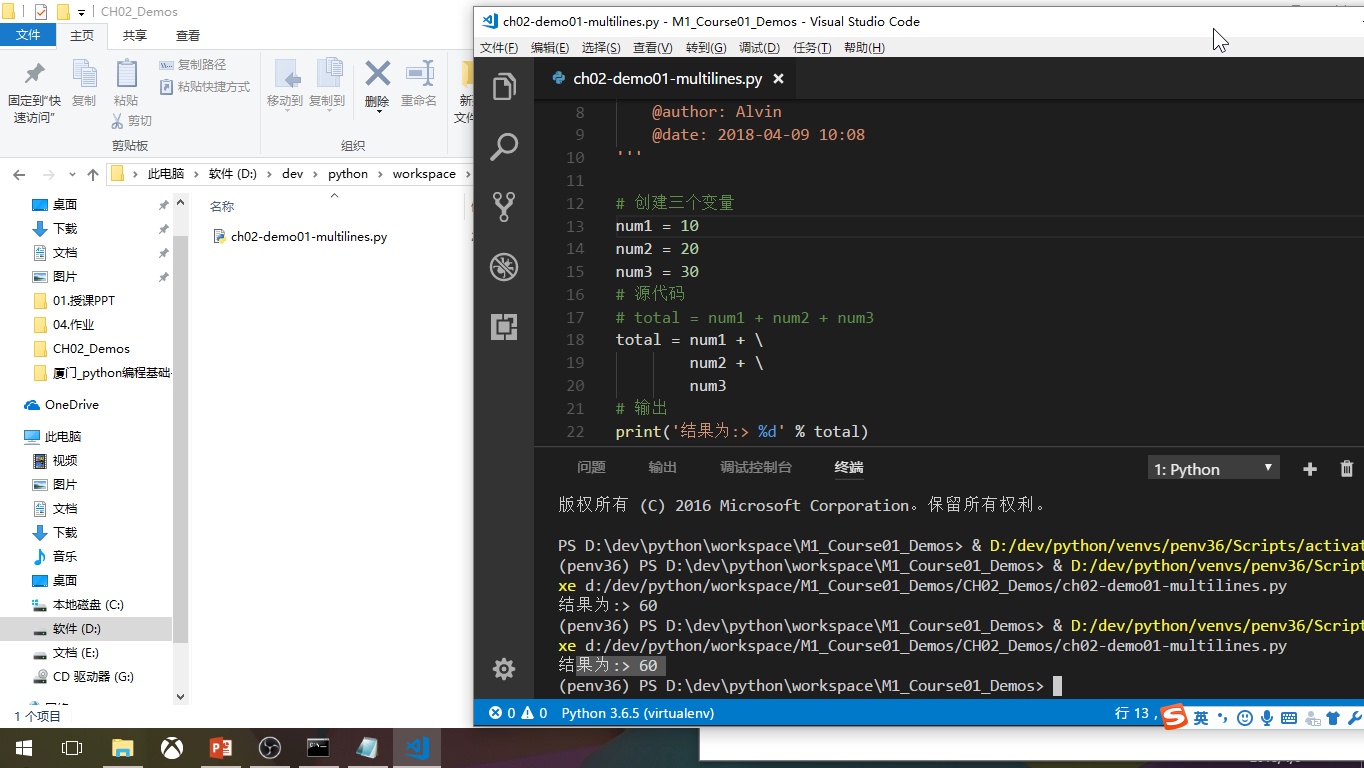 CH02_Demos
文件 主页 共享 查看
固定到“快速访问”
复制
粘贴
复制路径
粘贴快捷方式
剪切
剪贴板
移动到 复制到 删除 重命名
组织
此电脑 › 软件 (D:) › dev › python › workspace ›
桌面
下载
文档
图片
01.授课PPT
04.作业
CH02_Demos
厦门_python编程基础
OneDrive
此电脑
视频
图片
文档
下载
音乐
桌面
本地磁盘 (C:)
软件 (D:)
文档 (E:)
CD 驱动器 (G:)
名称
ch02-demo01-multilines.py
1 个项目
ch02-demo01-multilines.py - M1_Course01_Demos - Visual Studio Code
文件(F) 编辑(E) 选择(S) 查看(V) 转到(G) 调试(D) 任务(T) 帮助(H)
ch02-demo01-multilines.py
8 @author: Alvin
9 @date: 2018-04-09 10:08
10 '''
11
12 # 创建三个变量
13 num1 = 10
14 num2 = 20
15 num3 = 30
16 # 源代码
17 # total = num1 + num2 + num3
18 total = num1 + \
19 num2 + \
20 num3
21 # 输出
22 print('结果为:> %d' % total)
问题 输出 调试控制台 终端
1: Python
版权所有 (C) 2016 Microsoft Corporation。保留所有权利。
PS D:\dev\python\workspace\M1_Course01_Demos> & D:/dev/python/venvs/penv36/Scripts/activat
(penv36) PS D:\dev\python\workspace\M1_Course01_Demos> & D:/dev/python/venvs/penv36/Script
xe d:/dev/python/workspace/M1_Course01_Demos/CH02_Demos/ch02-demo01-multilines.py
结果为:> 60
(penv36) PS D:\dev\python\workspace\M1_Course01_Demos> & D:/dev/python/venvs/penv36/Script
xe d:/dev/python/workspace/M1_Course01_Demos/CH02_Demos/ch02-demo01-multilines.py
结果为:> 60
(penv36) PS D:\dev\python\workspace\M1_Course01_Demos>
0 0 Python 3.6.5 (virtualenv)
行 13，
英